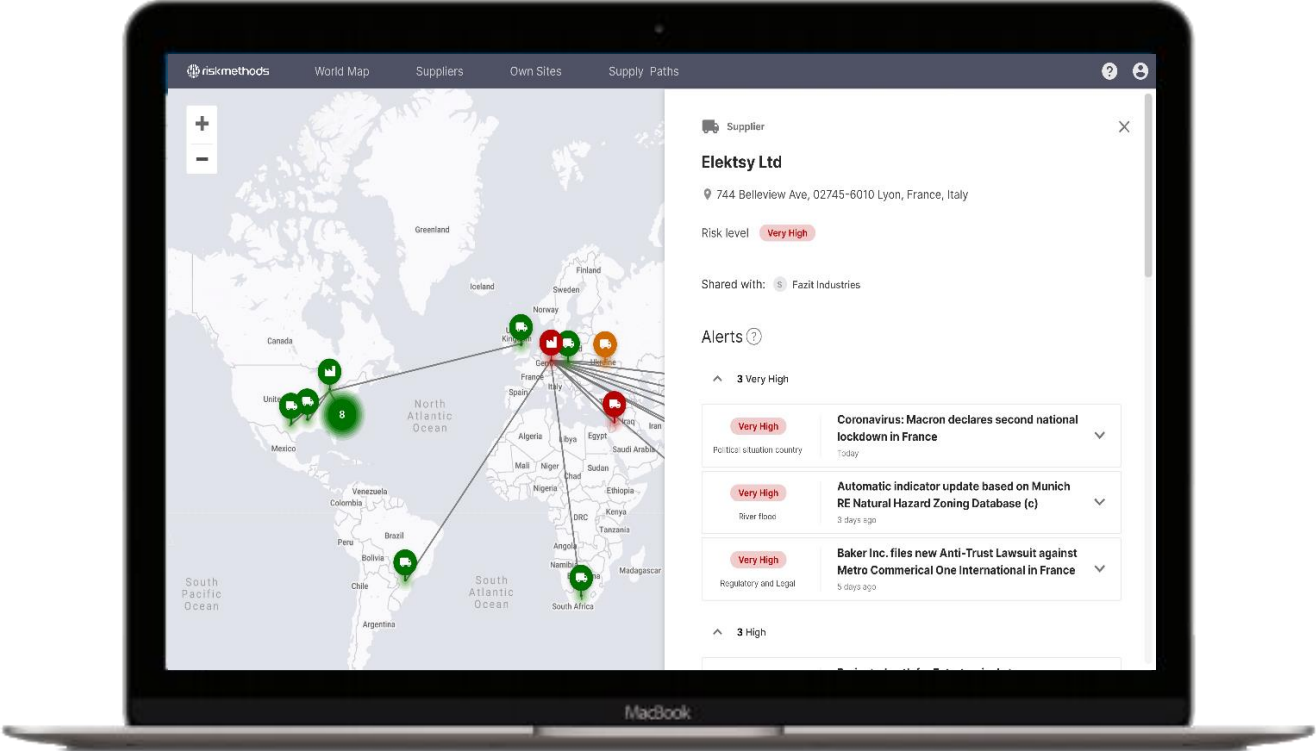 riskmethods World Map Suppliers Own Sites Supply Paths
+
−
Greenland
Iceland
Finland
Sweden
Norway
Canada
France
Spain
Italy
Mexico
North
Atlantic
Ocean
8
Algeria
Egypt
Iran
Saudi Arabia
Mali
Niger
Chad
Sudan
Nigeria
Ethiopia
Venezuela
Colombia
DRC
Kenya
Tanzania
Brazil
Peru
Bolivia
Angola
Madagascar
Chile
South
Pacific
Ocean
South
Atlantic
Ocean
South Africa
Argentina
Supplier
Elektsy Ltd
744 Belleview Ave, 02745-6010 Lyon, France, Italy
Risk level Very High
Shared with: S Fazit Industries
Alerts ?
3 Very High
Very High
Political situation country
Coronavirus: Macron declares second national
lockdown in France
Today
Very High
River flood
Automatic indicator update based on Munich
RE Natural Hazard Zoning Database (c)
3 days ago
Very High
Regulatory and Legal
Baker Inc. files new Anti-Trust Lawsuit against
Metro Commerical One International in France
5 days ago
3 High
MacBook